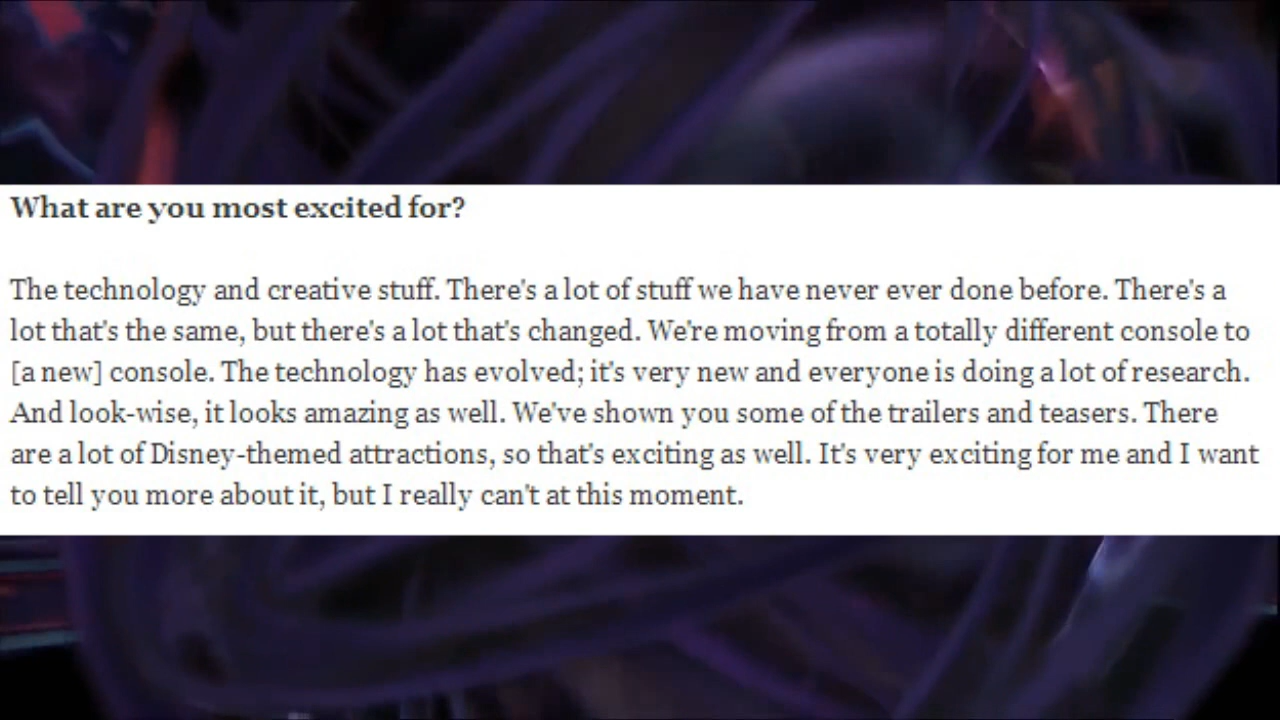 What are you most excited for?
The technology and creative stuff. There's a lot of stuff we have never ever done before. There's a
lot that's the same, but there's a lot that's changed. We're moving from a totally different console to
[a new] console. The technology has evolved; it's very new and everyone is doing a lot of research.
And look-wise, it looks amazing as well. We've shown you some of the trailers and teasers. There
are a lot of Disney-themed attractions, so that's exciting as well. It's very exciting for me and I want
to tell you more about it, but I really can't at this moment.